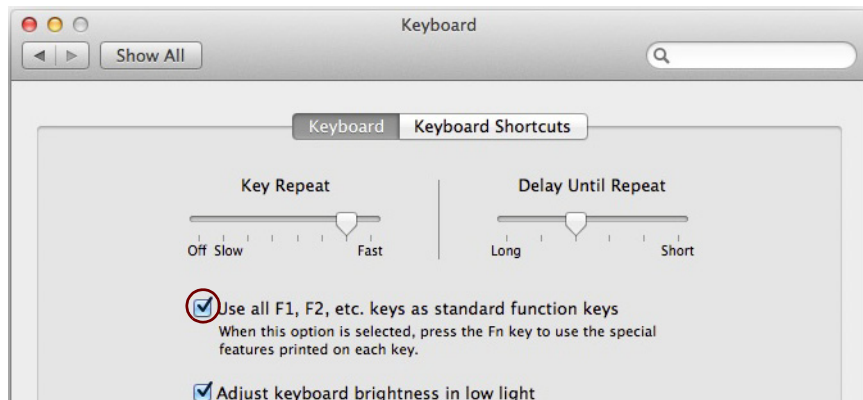 Keyboard
Show All
Keyboard Keyboard Shortcuts
Key Repeat Delay Until Repeat
Off Slow Fast Long Short
Use all F1, F2, etc. keys as standard function keys
When this option is selected, press the Fn key to use the special
features printed on each key.
Adjust keyboard brightness in low light